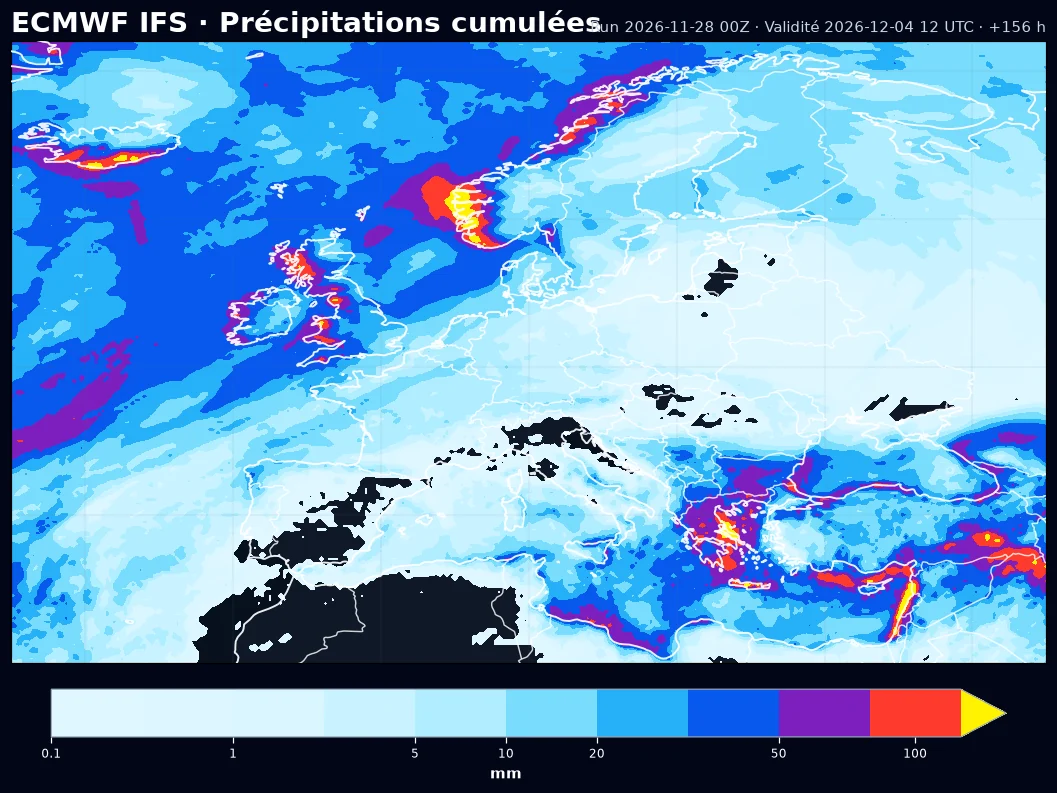 ECMWF IFS · Précipitations cumulées
Run 2026-11-28 00Z · Validité 2026-12-04 12 UTC · +156 h
0.1 1 5 10 20 50 100
mm